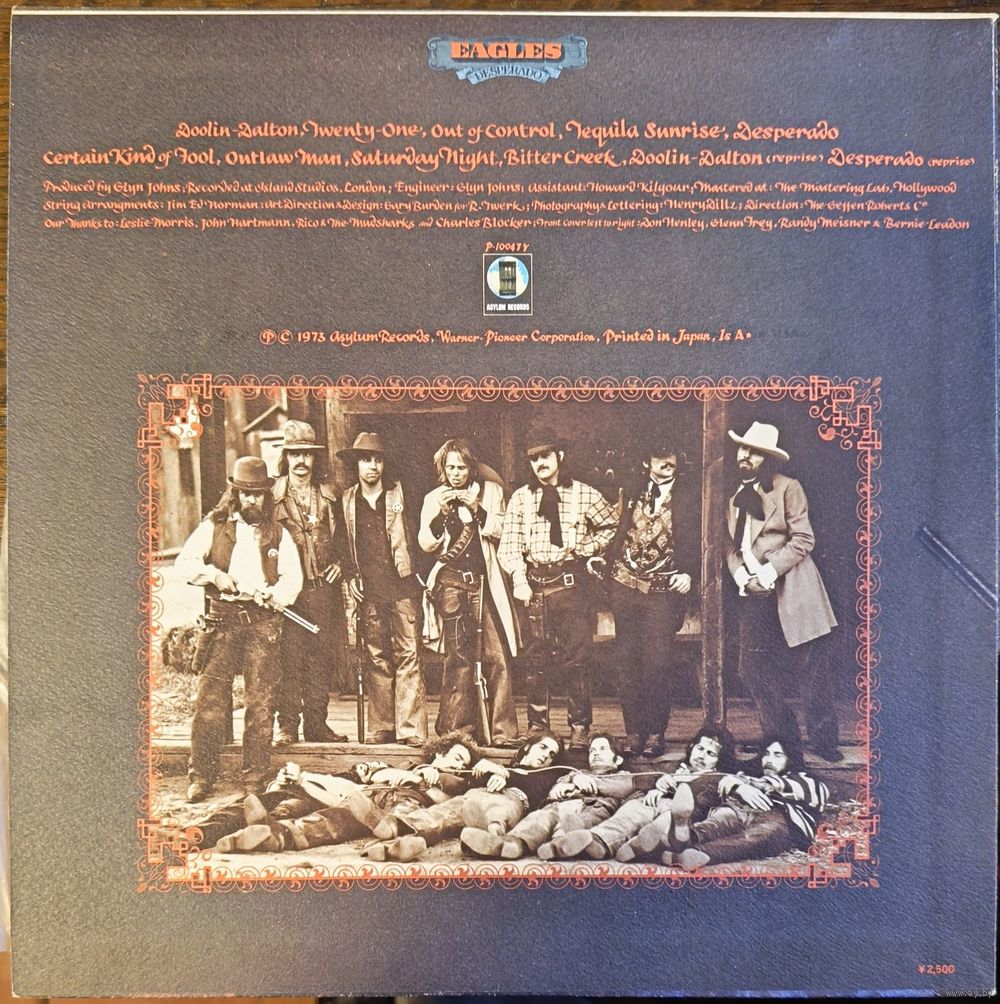 EAGLES
DESPERADO
Doolin-Dalton, Twenty-One, Out of Control, Tequila Sunrise, Desperado
Certain Kind of Fool, Outlaw Man, Saturday Night, Bitter Creek, Doolin-Dalton (reprise) Desperado (reprise)
Produced by Glyn Johns; Recorded at Island Studios, London; Engineer: Glyn Johns; Assistant: Howard Kilgour; Mastered at: The Mastering Lab, Hollywood
String Arrangments: Jim Ed Norman; Art Direction & Design: Gary Burden for R. Twerk; Photography & Lettering: Henry Diltz; Direction: The Geffen Roberts Co
Our Thanks to: Leslie Morris, John Hartmann, Rico & The Mudsharks and Charles Blocker; Front Cover left to right: Don Henley, Glenn Frey, Randy Meisner & Bernie Leadon
P-10047Y
ASYLUM RECORDS
Ⓟ © 1973 Asylum Records, Warner-Pioneer Corporation, Printed in Japan, Is A•
¥2,500